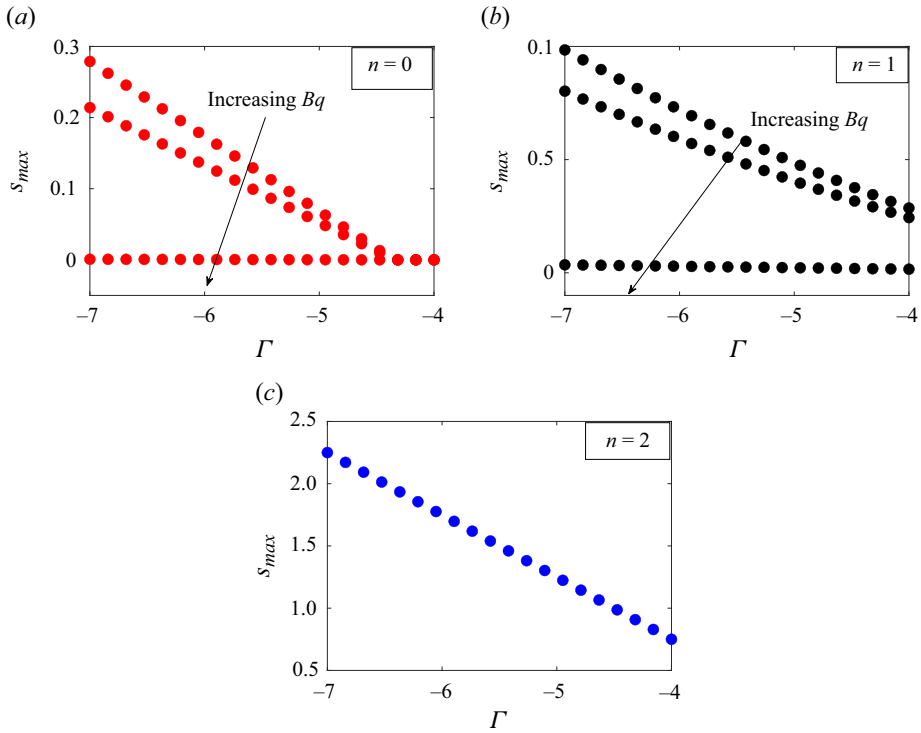 (a)
(b)
0.3
n = 0
0.1
n = 1
Increasing Bq
Increasing Bq
0.2
s_max
0.1
s_max
0.5
0
0
−7
−6
−5
−4
−7
−6
−5
−4
Γ
Γ
(c)
2.5
n = 2
2.0
s_max
1.5
1.0
0.5
−7
−6
−5
−4
Γ